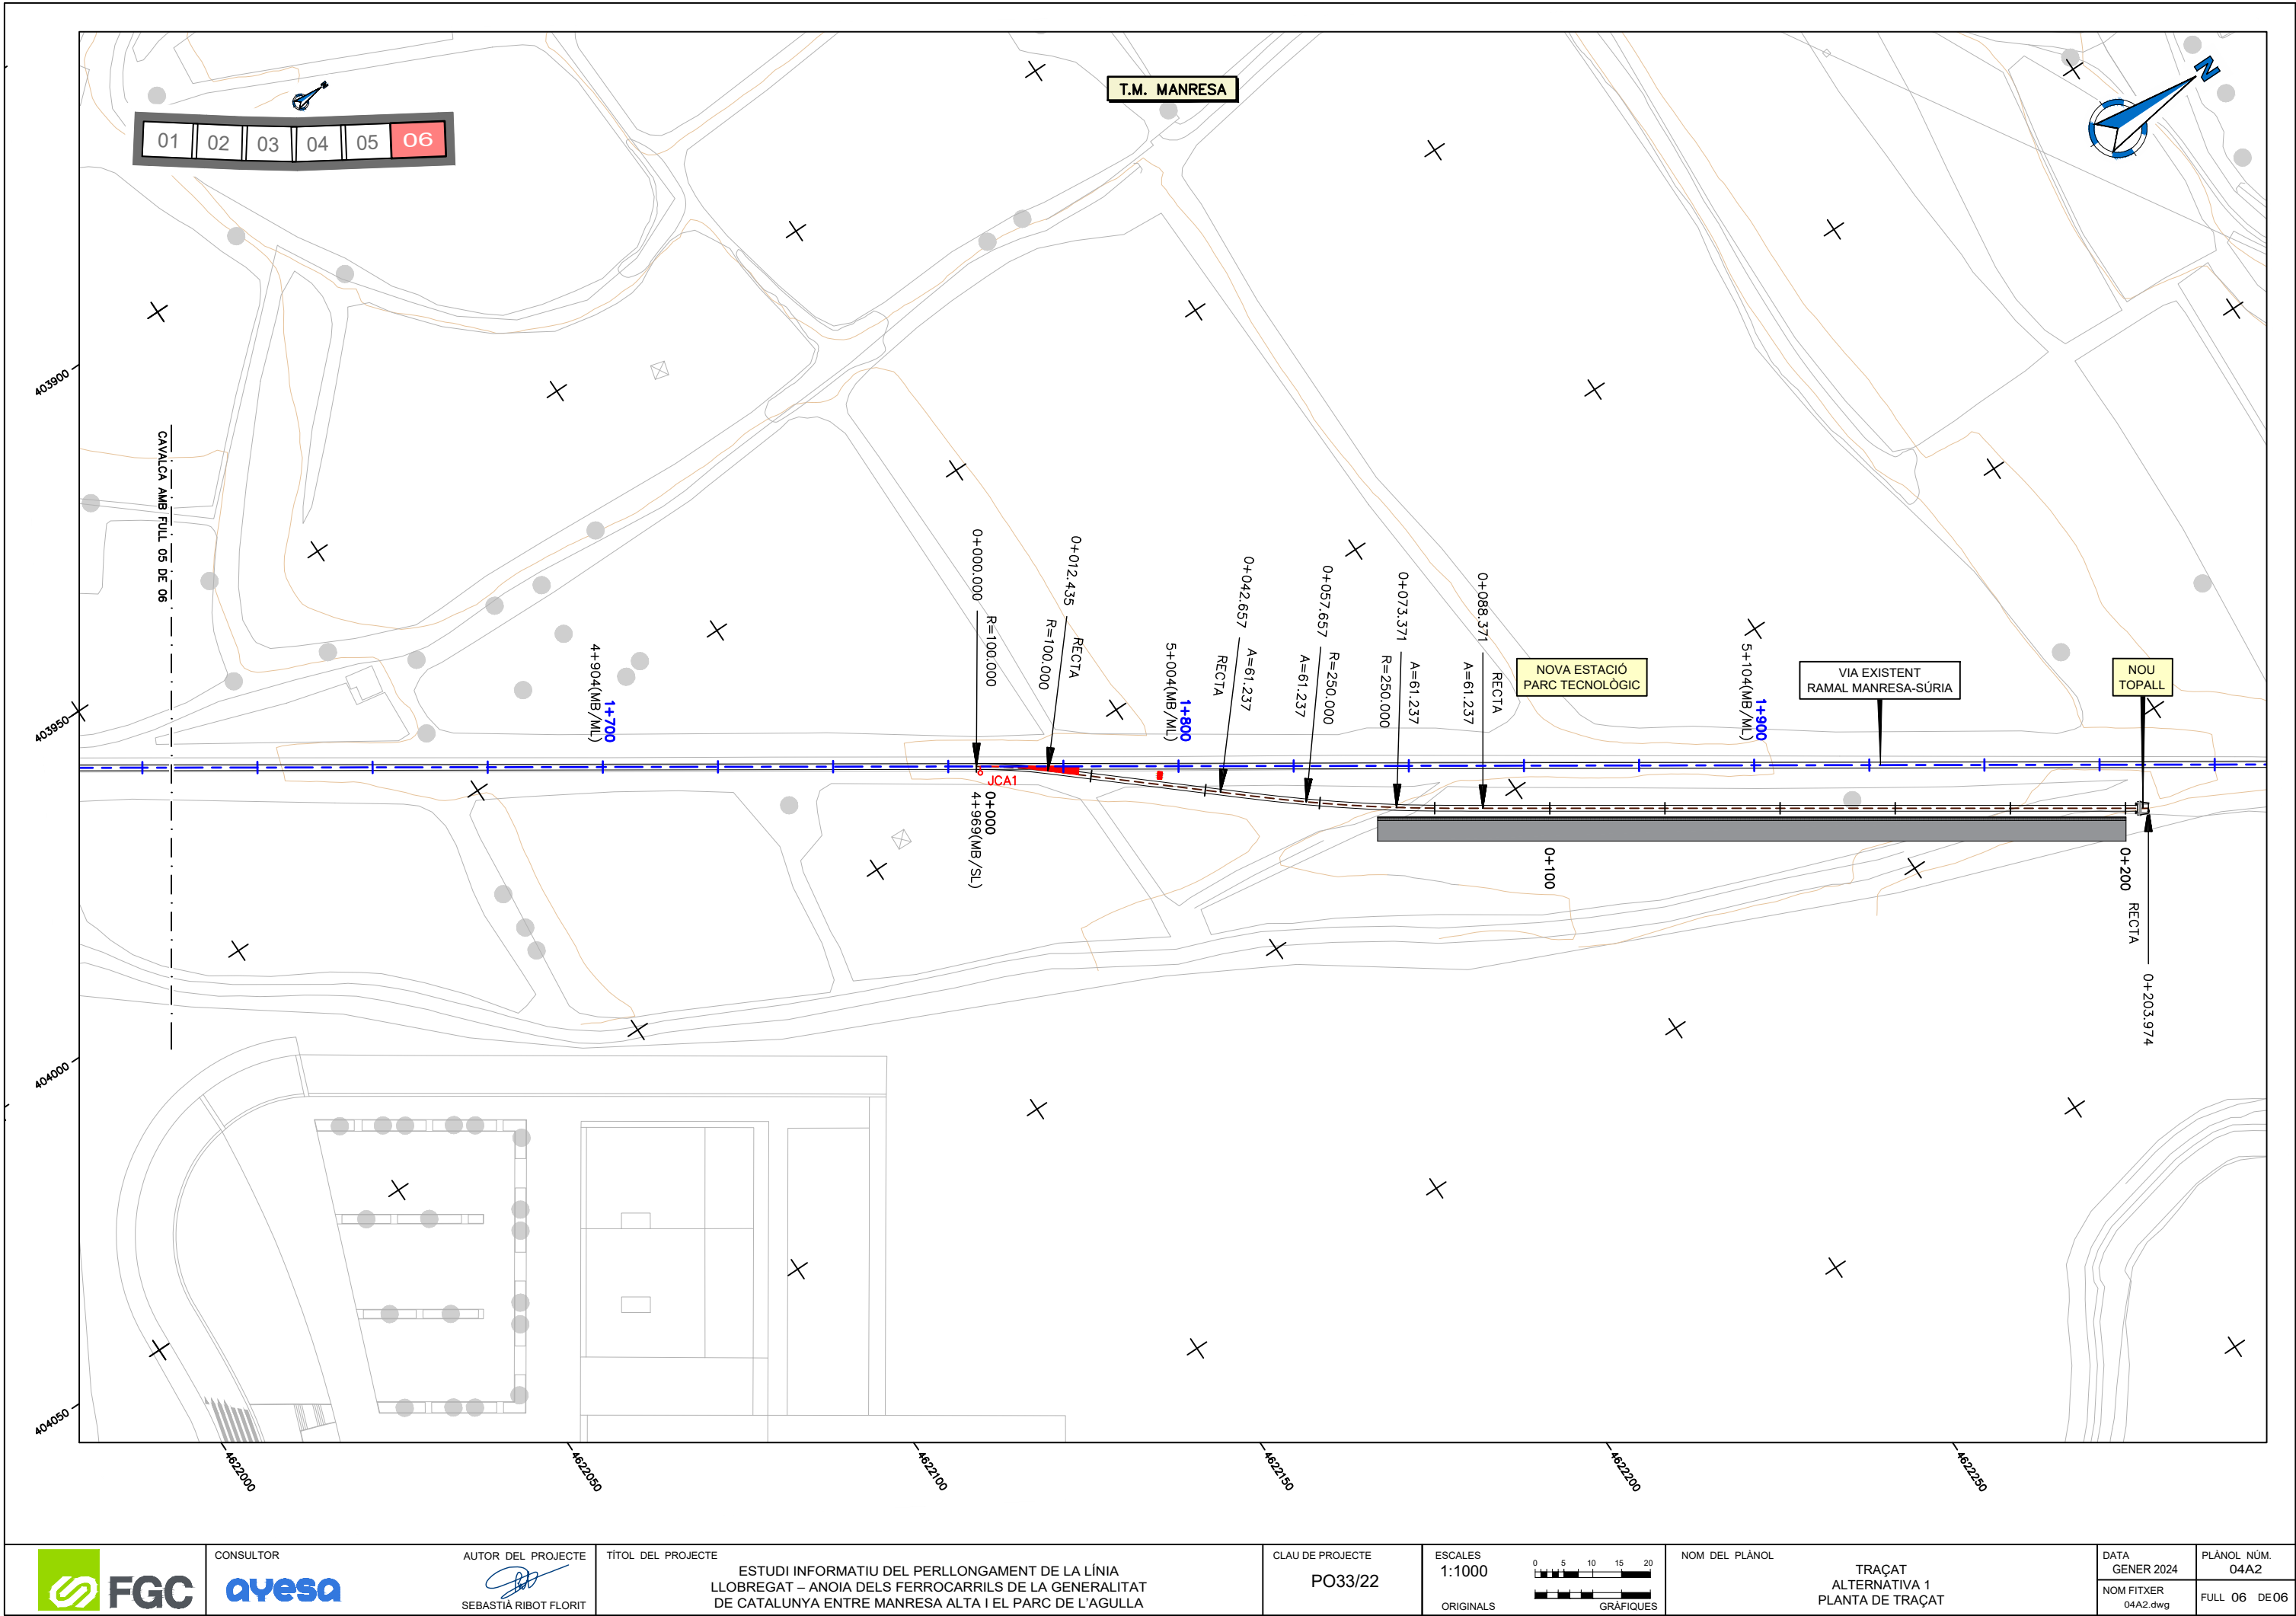 T.M. MANRESA
N
01 02 03 04 05 06
403900
403950
404000
404050
CAVALCA AMB FULL 05 DE 06
4+904(MB/ML)
1+700
0+000.000
R=100.000
0+012.435
R=100.000
RECTA
5+004(MB/ML)
1+800
0+042.657
RECTA
A=61.237
0+057.657
A=61.237
R=250.000
0+073.371
R=250.000
A=61.237
0+088.371
A=61.237
RECTA
NOVA ESTACIÓ
PARC TECNOLÒGIC
5+104(MB/ML)
1+900
VIA EXISTENT
RAMAL MANRESA-SÚRIA
NOU
TOPALL
JCA1
0+000
4+969(MB/SL)
0+100
0+200
RECTA
0+203.974
4622000
4622050
4622100
4622150
4622200
4622250
FGC
CONSULTOR
ayesa
AUTOR DEL PROJECTE
SEBASTIÀ RIBOT FLORIT
TÍTOL DEL PROJECTE
ESTUDI INFORMATIU DEL PERLLONGAMENT DE LA LÍNIA
LLOBREGAT – ANOIA DELS FERROCARRILS DE LA GENERALITAT
DE CATALUNYA ENTRE MANRESA ALTA I EL PARC DE L'AGULLA
CLAU DE PROJECTE
PO33/22
ESCALES
1:1000
ORIGINALS
0 5 10 15 20
GRÀFIQUES
NOM DEL PLÀNOL
TRAÇAT
ALTERNATIVA 1
PLANTA DE TRAÇAT
DATA
GENER 2024
NOM FITXER
04A2.dwg
PLÀNOL NÚM.
04A2
FULL 06 DE 06